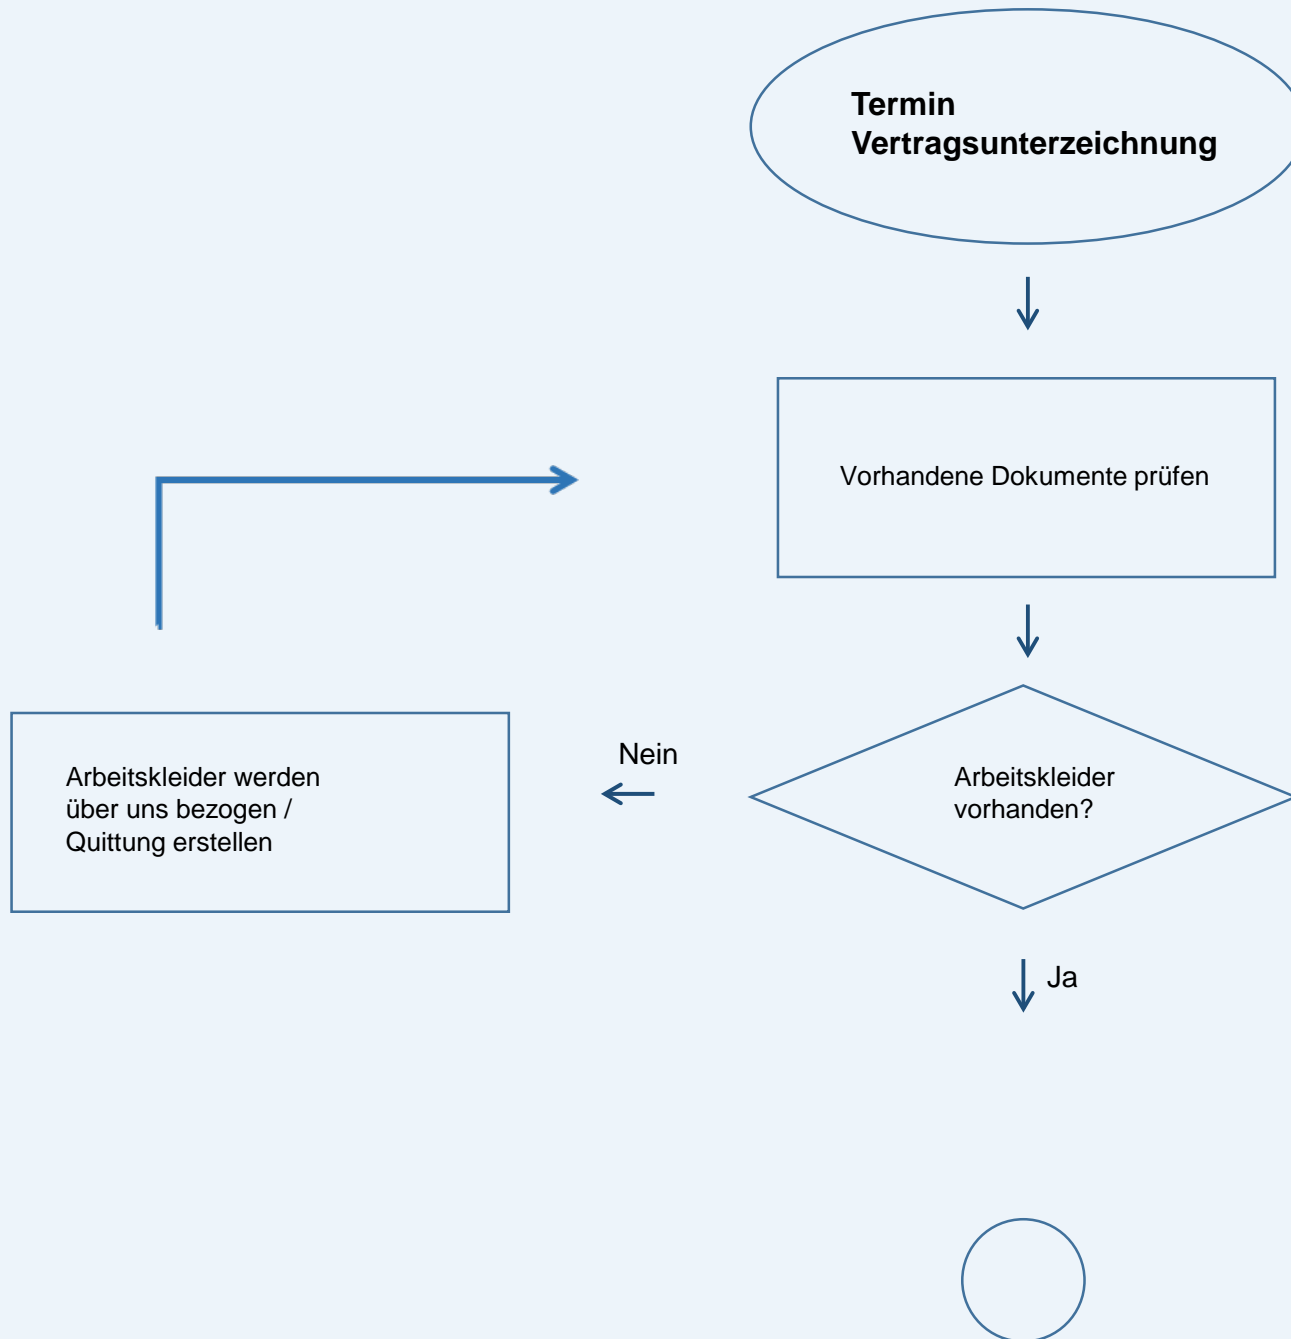 Termin
Vertragsunterzeichnung
Vorhandene Dokumente prüfen
Arbeitskleider
vorhanden?
Nein
Arbeitskleider werden
über uns bezogen /
Quittung erstellen
Ja